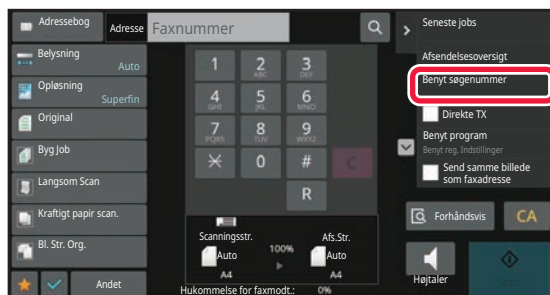 Adressebog
Adresse
Faxnummer
Seneste jobs
Belysning
Auto
Afsendelsesoversigt
Opløsning
Superfin
Benyt søgenummer
Original
Direkte TX
Byg Job
Benyt program
Benyt reg. Indstillinger
Langsom Scan
Send samme billede
som faxadresse
Kraftigt papir scan.
Bl. Str. Org.
Andet
1
2 ABC
3 DEF
4 GHI
5 JKL
6 MNO
7 PQRS
8 TUV
9 WXYZ
0
#
C
R
Scanningsstr.
Auto
A4
100%
Afs.Str.
Auto
A4
Hukommelse for faxmodt.: 0%
Forhåndsvis
CA
Højtaler
Start